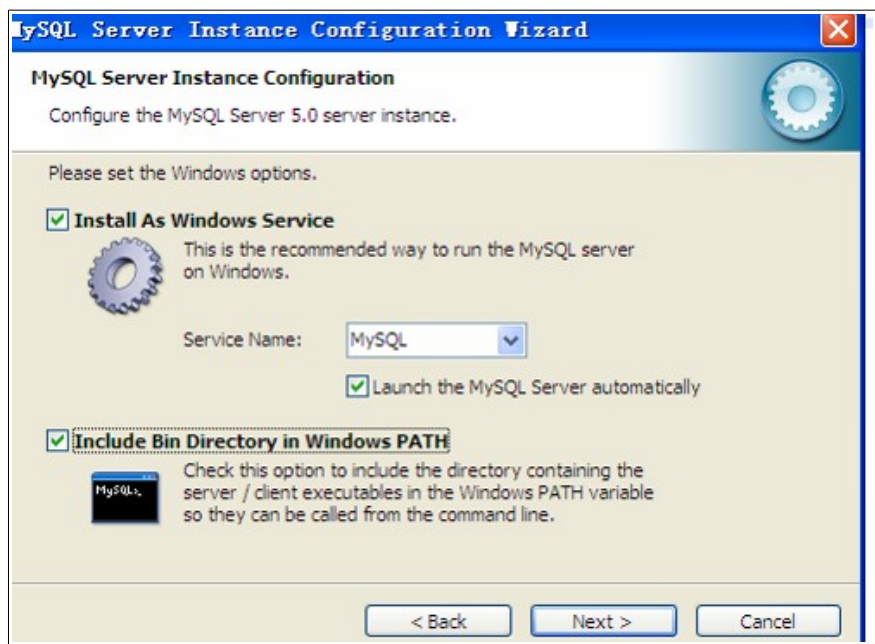 MySQL Server Instance Configuration Wizard
MySQL Server Instance Configuration
Configure the MySQL Server 5.0 server instance.
Please set the Windows options.
Install As Windows Service
This is the recommended way to run the MySQL server
on Windows.
Service Name:
MySQL
Launch the MySQL Server automatically
Include Bin Directory in Windows PATH
MySQL>_
Check this option to include the directory containing the
server / client executables in the Windows PATH variable
so they can be called from the command line.
< Back
Next >
Cancel